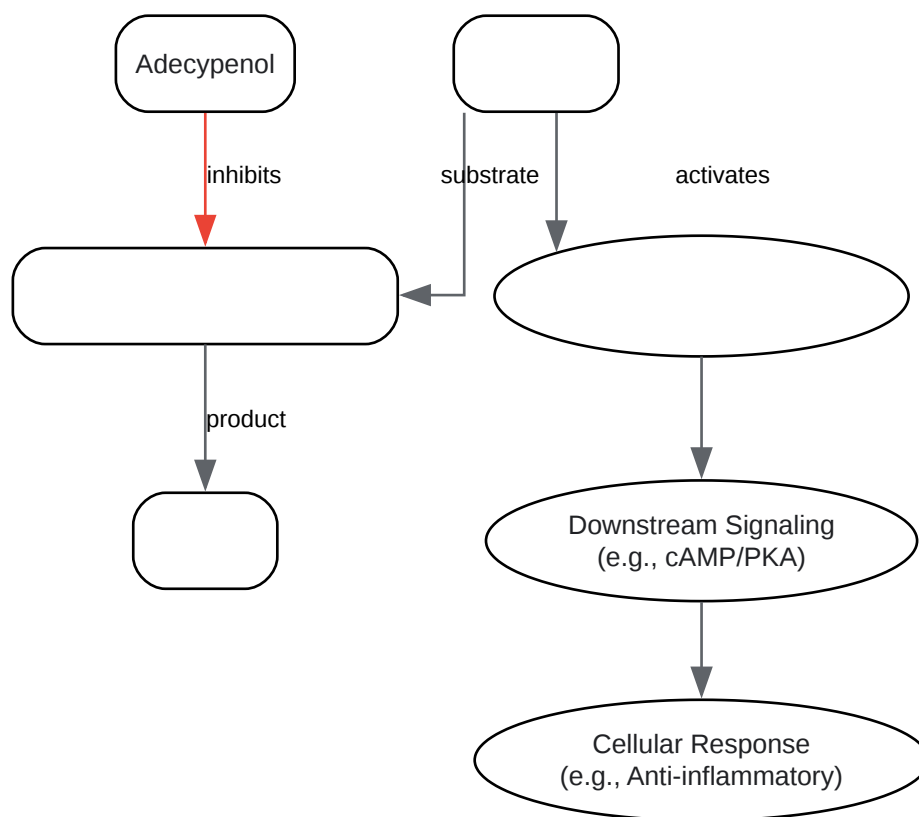 Adecypenol
inhibits
substrate
activates
product
Downstream Signaling
(e.g., cAMP/PKA)
Cellular Response
(e.g., Anti-inflammatory)